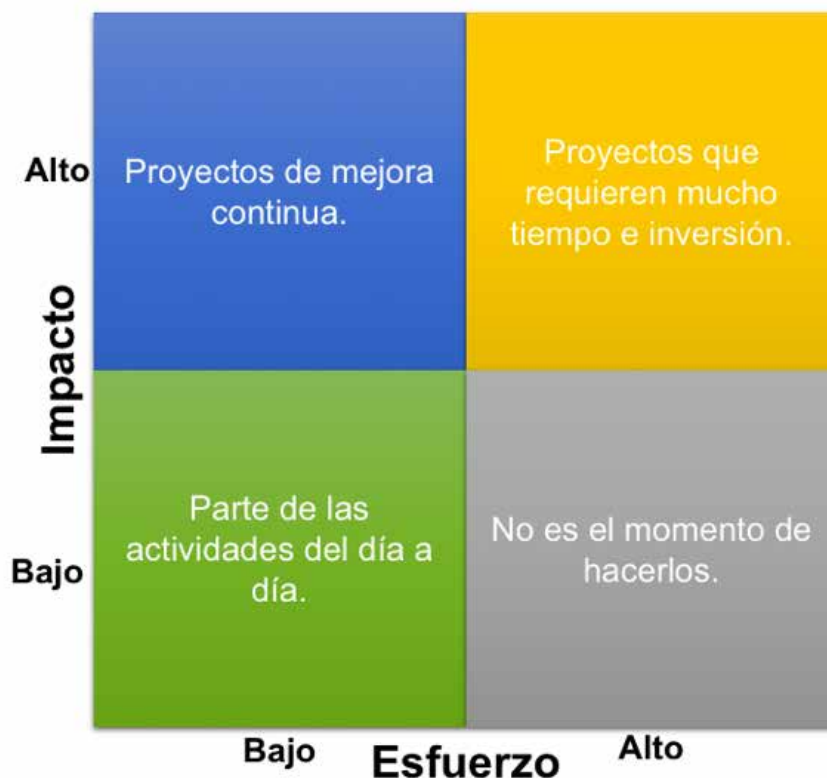 Alto
Proyectos de mejora
continua.
Proyectos que
requieren mucho
tiempo e inversión.
Impacto
Bajo
Parte de las
actividades del día a
día.
No es el momento de
hacerlos.
Bajo
Esfuerzo
Alto